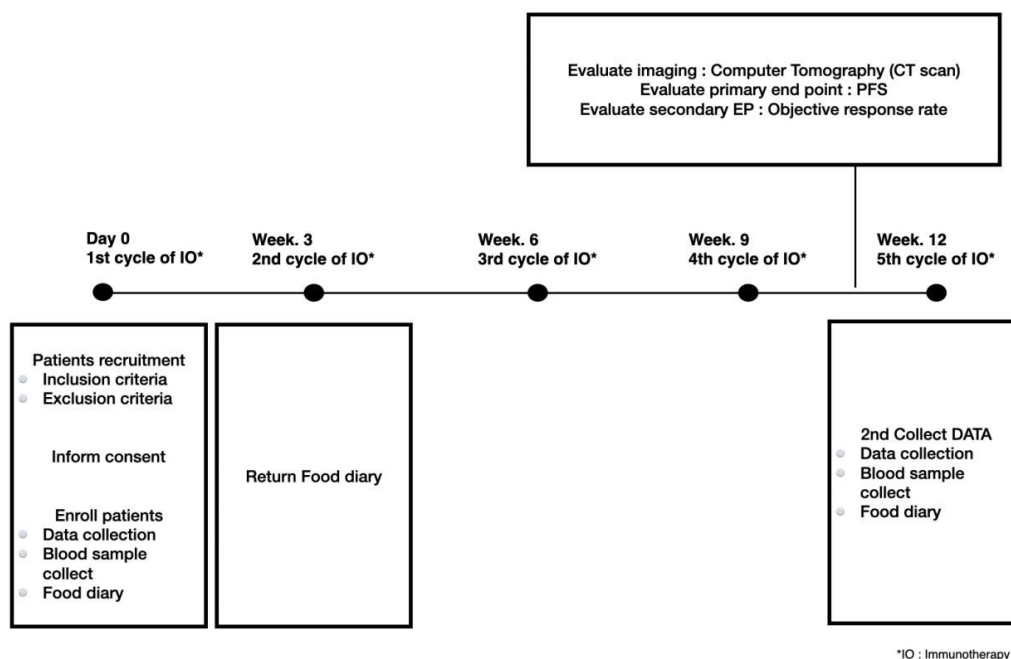 Evaluate imaging : Computer Tomography (CT scan)
Evaluate primary end point : PFS
Evaluate secondary EP : Objective response rate
Day 0
1st cycle of IO*
Week. 3
2nd cycle of IO*
Week. 6
3rd cycle of IO*
Week. 9
4th cycle of IO*
Week. 12
5th cycle of IO*
Patients recruitment
Inclusion criteria
Exclusion criteria
Inform consent
Enroll patients
Data collection
Blood sample
collect
Food diary
Return Food diary
2nd Collect DATA
Data collection
Blood sample
collect
Food diary
*IO : Immunotherapy